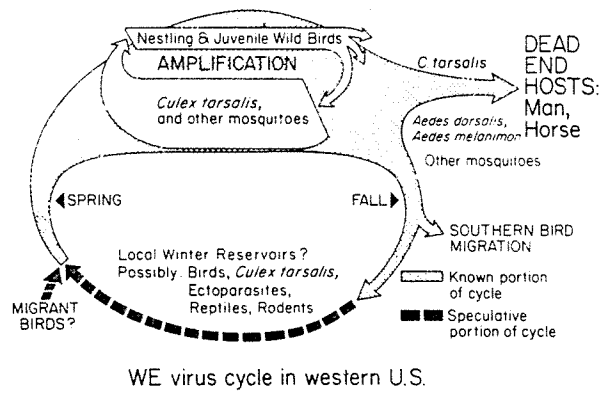 Nestling & Juvenile Wild Birds
AMPLIFICATION
Culex tarsalis,
and other mosquitoes
C tarsalis
DEAD
END
HOSTS:
Man,
Horse
Aedes dorsalis,
Aedes melanimon
Other mosquitoes
SPRING
FALL
SOUTHERN BIRD
MIGRATION
Local Winter Reservoirs?
Possibly: Birds, Culex tarsalis,
Ectoparasites,
Reptiles, Rodents
MIGRANT
BIRDS?
Known portion
of cycle
Speculative
portion of cycle
WE virus cycle in western U.S.